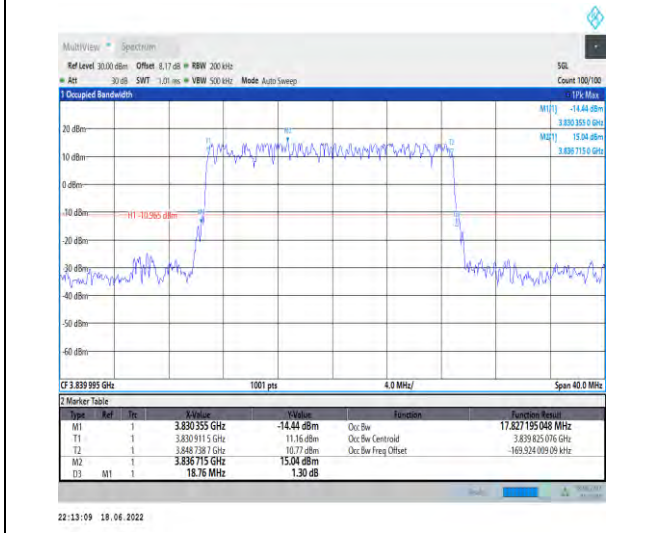 MultiView Spectrum
Ref Level 30.00 dBm Offset 8.17 dB RBW 200 kHz SGL
Att 30 dB SWT 1.01 ms VBW 500 kHz Mode Auto Sweep Count 100/100
1 Occupied Bandwidth 1Pk Max
M1[1] -14.44 dBm
3.830 355 0 GHz
20 dBm
M2[1] 15.04 dBm
3.836 715 0 GHz
M2
T1 T2
10 dBm
0 dBm
-10 dBm
H1 -10.965 dBm
-20 dBm
-30 dBm
-40 dBm
-50 dBm
-60 dBm
CF 3.839 995 GHz 1001 pts 4.0 MHz/ Span 40.0 MHz
2 Marker Table
Type Ref Trc X-Value Y-Value Function Function Result
M1 1 3.830 355 GHz -14.44 dBm Occ Bw 17.827 195 048 MHz
T1 1 3.830 911 5 GHz 11.16 dBm Occ Bw Centroid 3.839 825 076 GHz
T2 1 3.848 738 7 GHz 10.77 dBm Occ Bw Freq Offset -169.924 009 09 kHz
M2 1 3.836 715 GHz 15.04 dBm
D3 M1 1 18.76 MHz 1.30 dB
22:13:09 18.06.2022